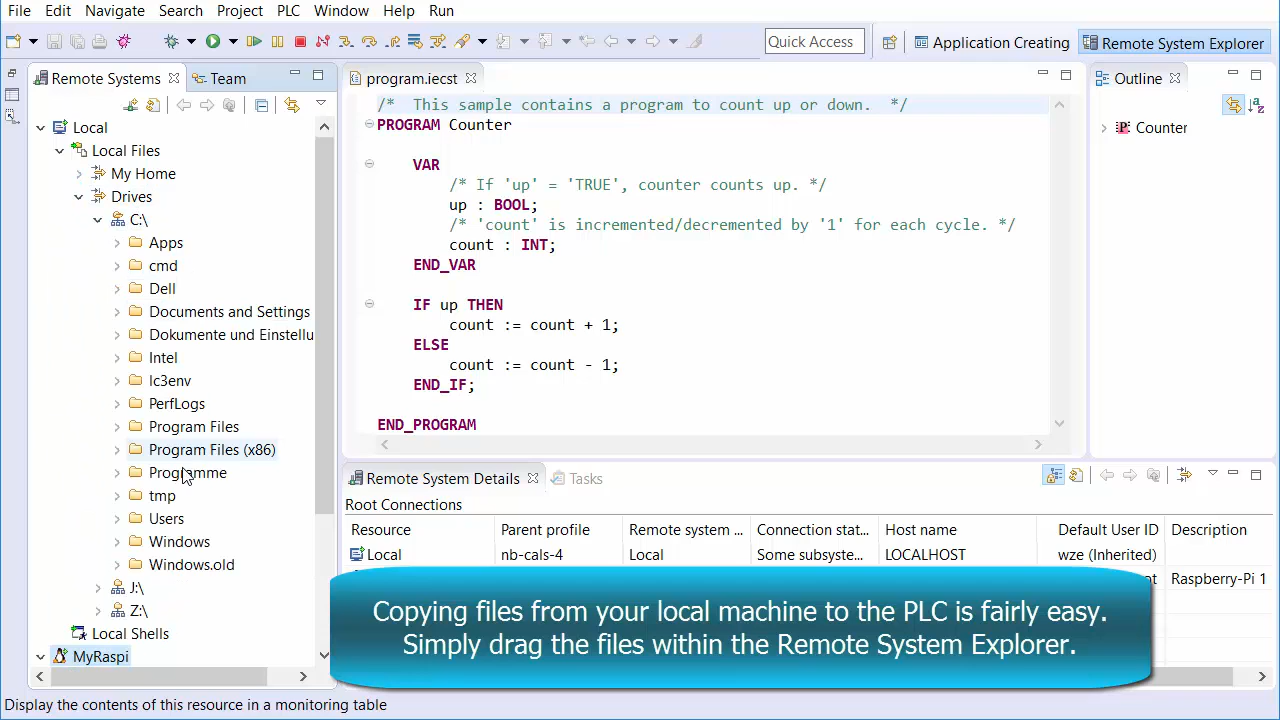 File Edit Navigate Search Project PLC Window Help Run
Quick Access
Application Creating
Remote System Explorer
Remote Systems
Team
Local
Local Files
My Home
Drives
C:\
Apps
cmd
Dell
Documents and Settings
Dokumente und Einstellu
Intel
lc3env
PerfLogs
Program Files
Program Files (x86)
Programme
tmp
Users
Windows
Windows.old
J:\
Z:\
Local Shells
MyRaspi
program.iecst
/* This sample contains a program to count up or down. */
PROGRAM Counter
VAR
/* If 'up' = 'TRUE', counter counts up. */
up : BOOL;
/* 'count' is incremented/decremented by '1' for each cycle. */
count : INT;
END_VAR
IF up THEN
count := count + 1;
ELSE
count := count - 1;
END_IF;
END_PROGRAM
Outline
Counter
Remote System Details
Tasks
Root Connections
Resource Parent profile Remote system ... Connection stat... Host name Default User ID Description
Local nb-cals-4 Local Some subsyste... LOCALHOST wze (Inherited)
Raspberry-Pi 1
Copying files from your local machine to the PLC is fairly easy.
Simply drag the files within the Remote System Explorer.
Display the contents of this resource in a monitoring table